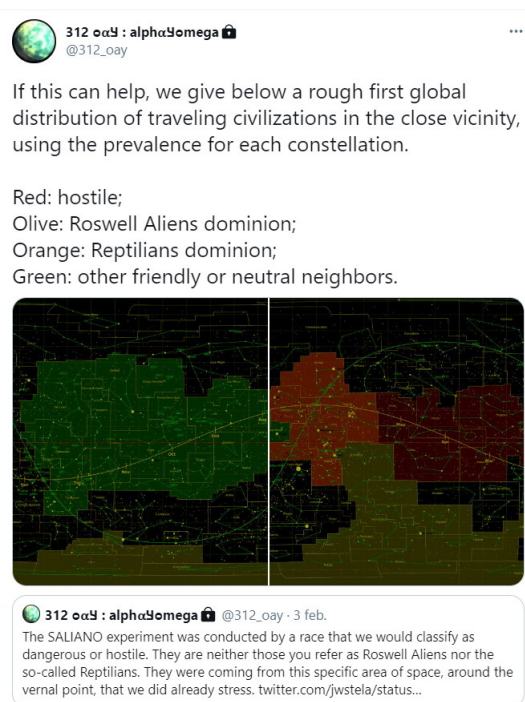 312 oαყ : alphaყomega
@312_oay
If this can help, we give below a rough first global
distribution of traveling civilizations in the close vicinity,
using the prevalence for each constellation.
Red: hostile;
Olive: Roswell Aliens dominion;
Orange: Reptilians dominion;
Green: other friendly or neutral neighbors.
312 oαყ : alphaყomega @312_oay · 3 feb.
The SALIANO experiment was conducted by a race that we would classify as
dangerous or hostile. They are neither those you refer as Roswell Aliens nor the
so-called Reptilians. They were coming from this specific area of space, around the
vernal point, that we did already stress. twitter.com/jwstela/status...